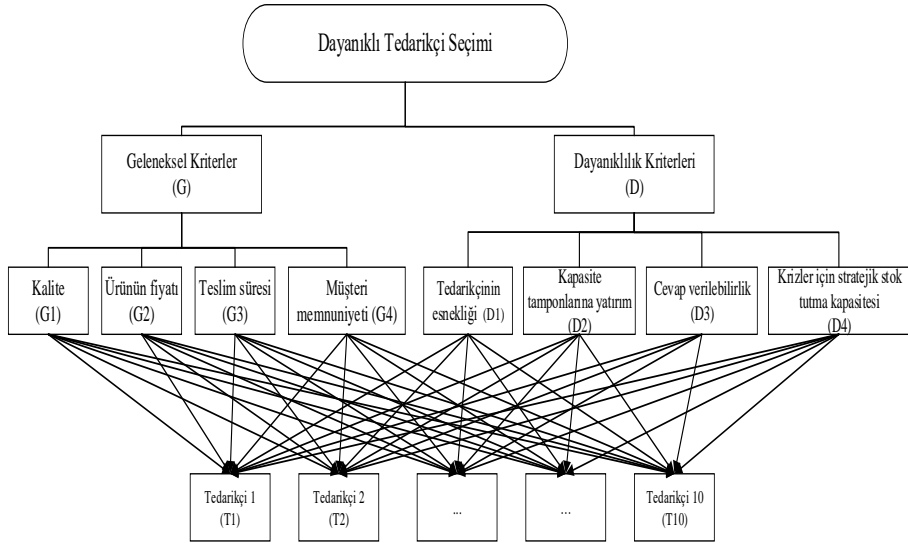 Dayanıklı Tedarikçi Seçimi
Geleneksel Kriterler
(G)
Dayanıklılık Kriterleri
(D)
Kalite
(G1)
Ürünün fiyatı
(G2)
Teslim süresi
(G3)
Müşteri
memnuniyeti (G4)
Tedarikçinin
esnekliği (D1)
Kapasite
tamponlarına yatırım
(D2)
Cevap verilebilirlik
(D3)
Krizler için stratejik stok
tutma kapasitesi
(D4)
Tedarikçi 1
(T1)
Tedarikçi 2
(T2)
...
...
Tedarikçi 10
(T10)